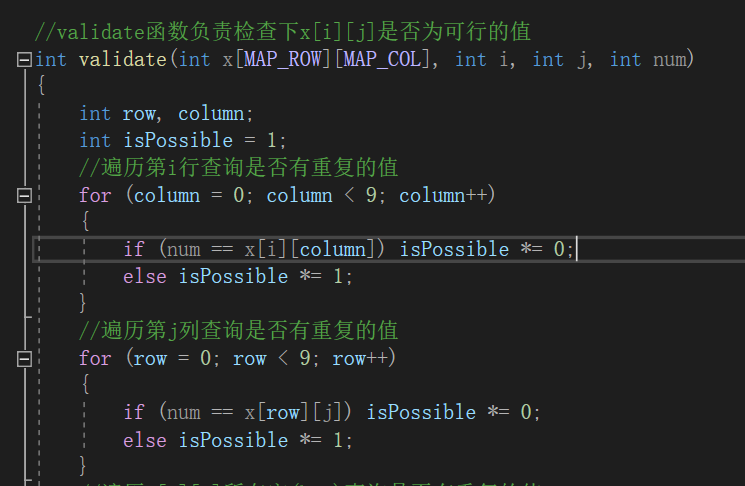 //validate函数负责检查下x[i][j]是否为可行的值
int validate(int x[MAP_ROW][MAP_COL], int i, int j, int num)
{
int row, column;
int isPossible = 1;
//遍历第i行查询是否有重复的值
for (column = 0; column < 9; column++)
{
if (num == x[i][column]) isPossible *= 0;
else isPossible *= 1;
}
//遍历第j列查询是否有重复的值
for (row = 0; row < 9; row++)
{
if (num == x[row][j]) isPossible *= 0;
else isPossible *= 1;
}